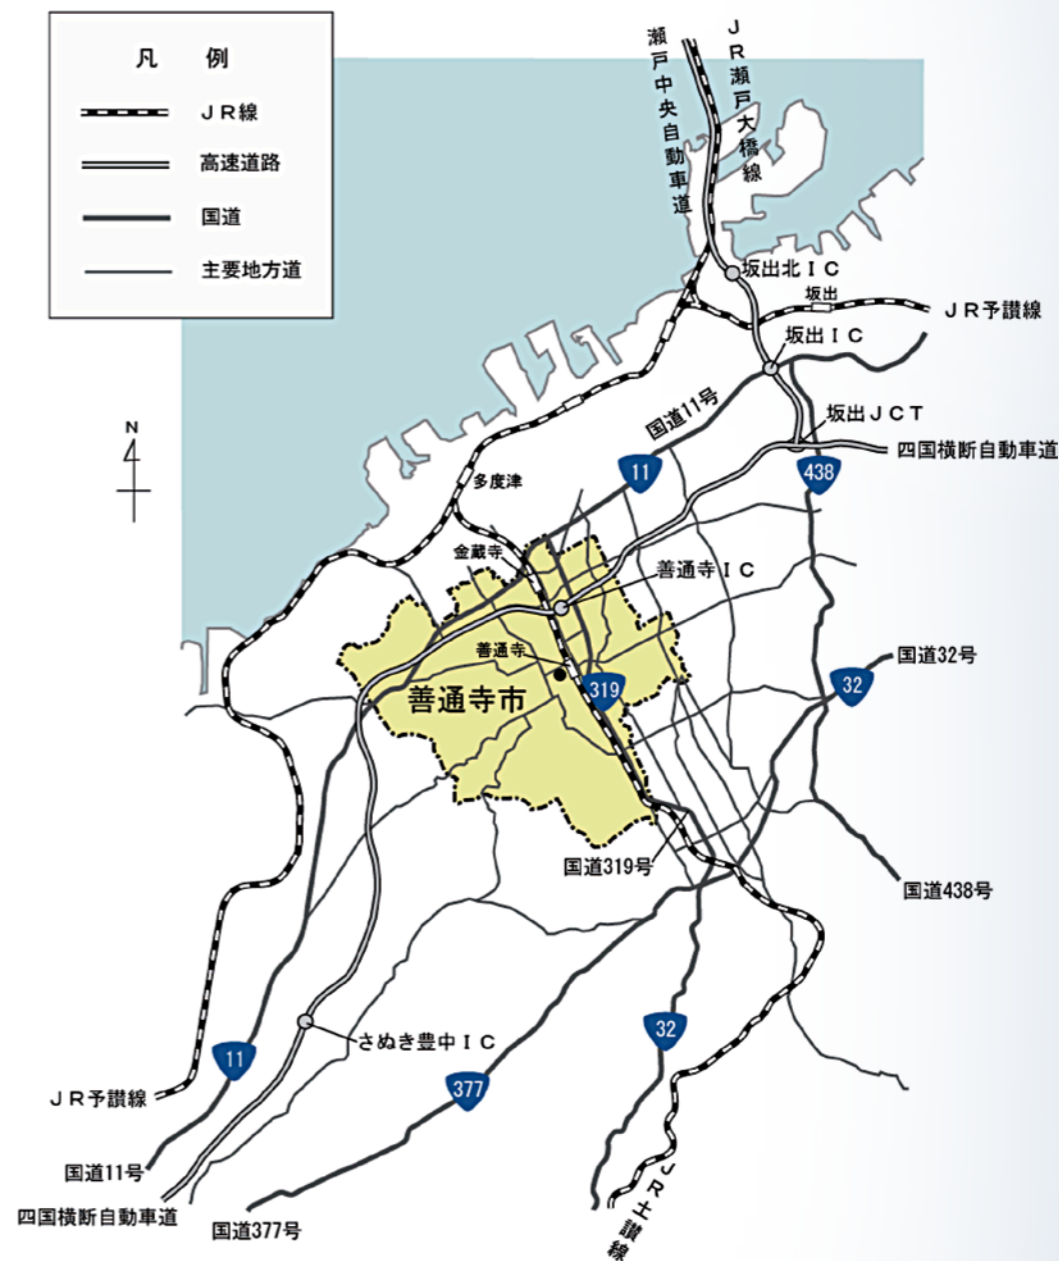 凡 例
JR線
高速道路
国道
主要地方道
瀬戸中央自動車道
JR瀬戸大橋線
坂出北IC
坂出
JR予讃線
坂出IC
国道11号
坂出JCT
四国横断自動車道
N
11
438
多度津
金蔵寺
善通寺IC
善通寺
国道32号
32
319
善通寺市
国道319号
国道438号
さぬき豊中IC
32
11
377
JR予讃線
国道11号
四国横断自動車道
国道377号
JR土讃線